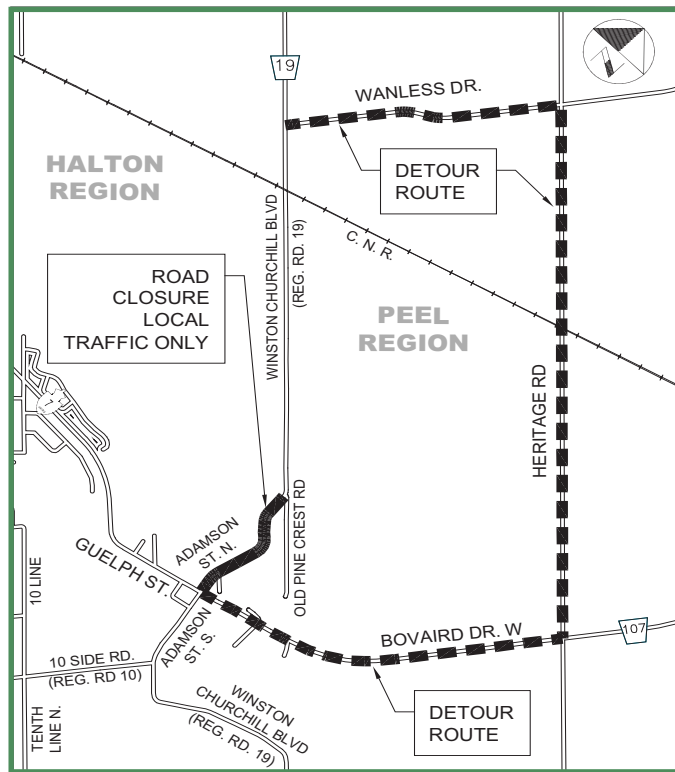 19
WANLESS DR.
HALTON
REGION
DETOUR
ROUTE
WINSTON CHURCHILL BLVD
(REG. RD. 19)
C. N. R.
ROAD
CLOSURE
LOCAL
TRAFFIC ONLY
PEEL
REGION
HERITAGE RD
7
OLD PINE CREST RD
ADAMSON
ST. N.
GUELPH ST.
10 LINE
ADAMSON
ST. S.
BOVAIRD DR. W
107
10 SIDE RD.
(REG. RD 10)
WINSTON
CHURCHILL BLVD
(REG. RD. 19)
TENTH
LINE N.
DETOUR
ROUTE